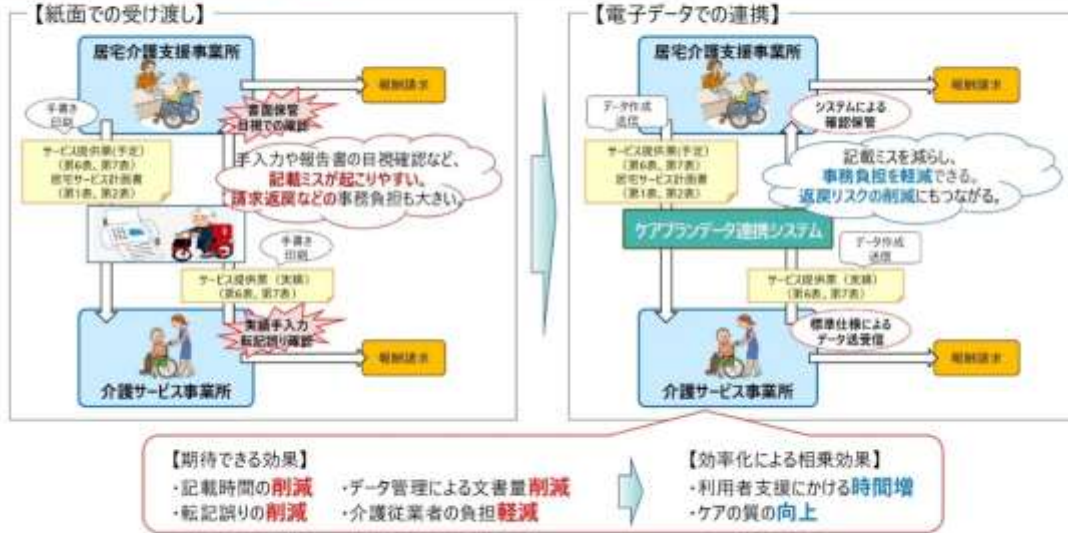 【紙面での受け渡し】
居宅介護支援事業所
報酬請求
手書き
印刷
書面保管
目視での確認
サービス提供票(予定)
(第6表、第7表)
居宅サービス計画書
(第1表、第2表)
手入力や報告書の目視確認など、
記載ミスが起こりやすい。
請求返戻などの事務負担も大きい。
手書き
印刷
サービス提供票（実績）
(第6表、第7表)
実績手入力
転記誤り確認
報酬請求
介護サービス事業所
【電子データでの連携】
居宅介護支援事業所
報酬請求
データ作成
送信
システムによる
確認保管
サービス提供票(予定)
(第6表、第7表)
居宅サービス計画書
(第1表、第2表)
記載ミスを減らし、
事務負担を軽減できる。
返戻リスクの削減にもつながる。
ケアプランデータ連携システム
データ作成
送信
サービス提供票（実績）
(第6表、第7表)
標準仕様による
データ送受信
報酬請求
介護サービス事業所
【期待できる効果】
・記載時間の削減
・データ管理による文書量削減
・転記誤りの削減
・介護従業者の負担軽減
【効率化による相乗効果】
・利用者支援にかける時間増
・ケアの質の向上